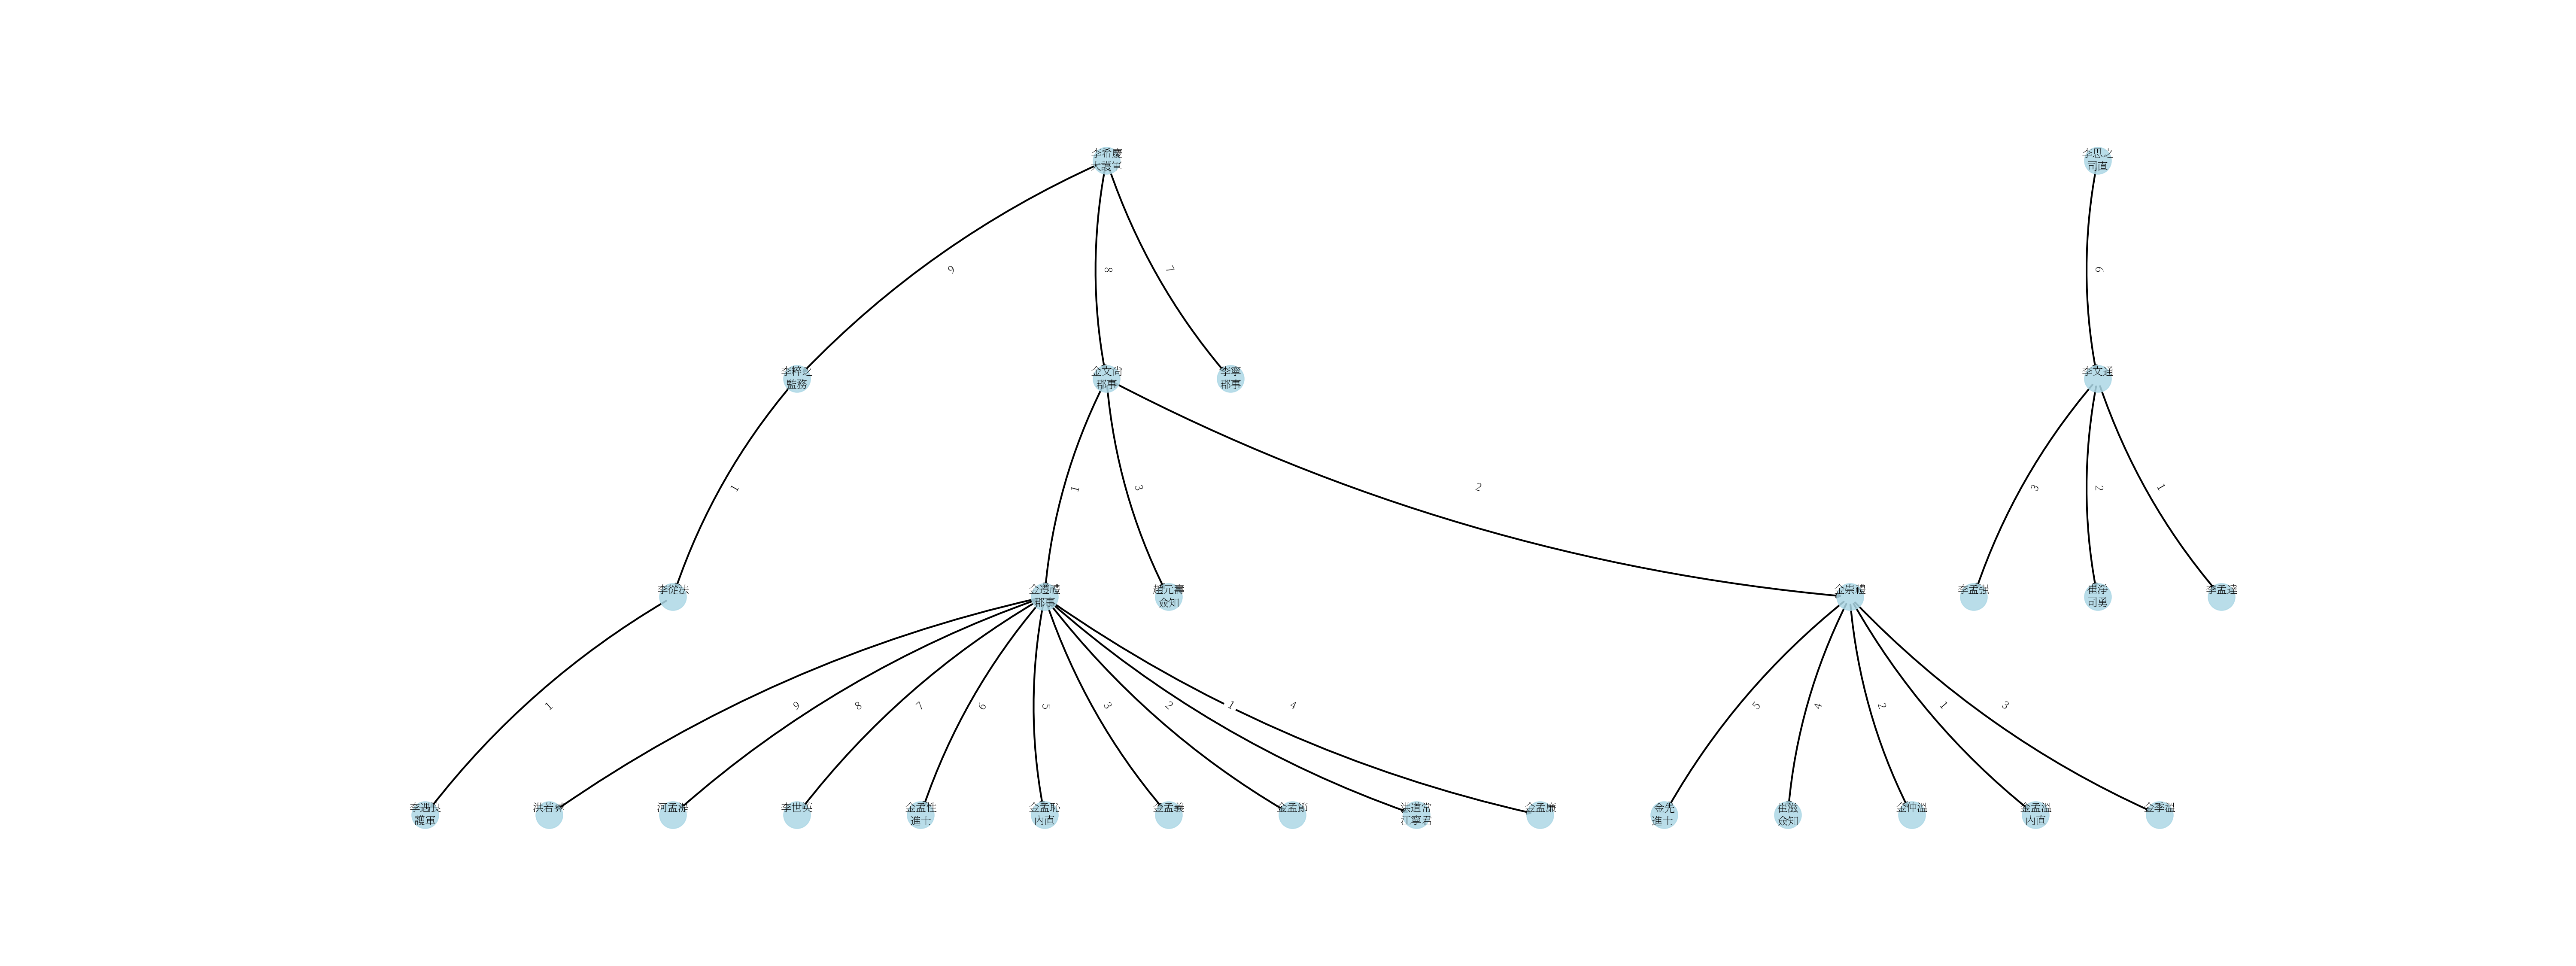 李希慶
大護軍
李思之
司直
9
8
7
6
李粹之
監務
金文尙
郡事
李寧
郡事
李文通
1
1
3
2
3
2
1
李從法
金遵禮
郡事
趙元壽
僉知
金崇禮
李孟强
崔淨
司勇
李孟達
1
9
8
7
6
5
3
2
1
4
5
4
2
1
3
李遇良
護軍
洪若彛
河孟潓
李世英
金孟性
進士
金孟恥
內直
金孟義
金孟節
洪道常
江寧君
金孟廉
金先
進士
崔滋
僉知
金仲溫
金孟溫
內直
金季溫